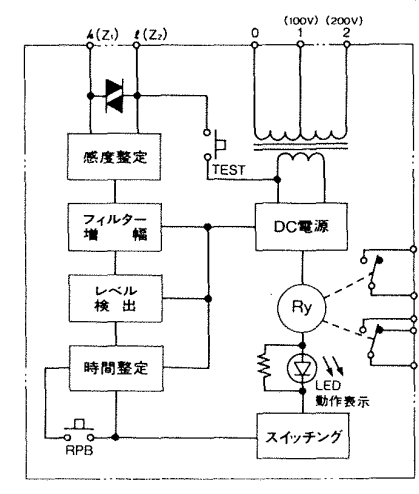 k(Z₁) ℓ(Z₂) 0 1 2
(100V) (200V)
感度整定
TEST
フィルター
増 幅
DC電源
レベル
検 出
Ry
時間整定
LED
動作表示
RPB
スイッチング